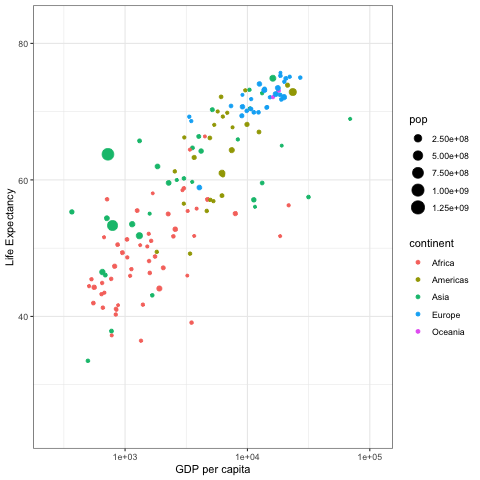 80
60
40
Life Expectancy
1e+03
1e+04
1e+05
GDP per capita
pop
2.50e+08
5.00e+08
7.50e+08
1.00e+09
1.25e+09
continent
Africa
Americas
Asia
Europe
Oceania